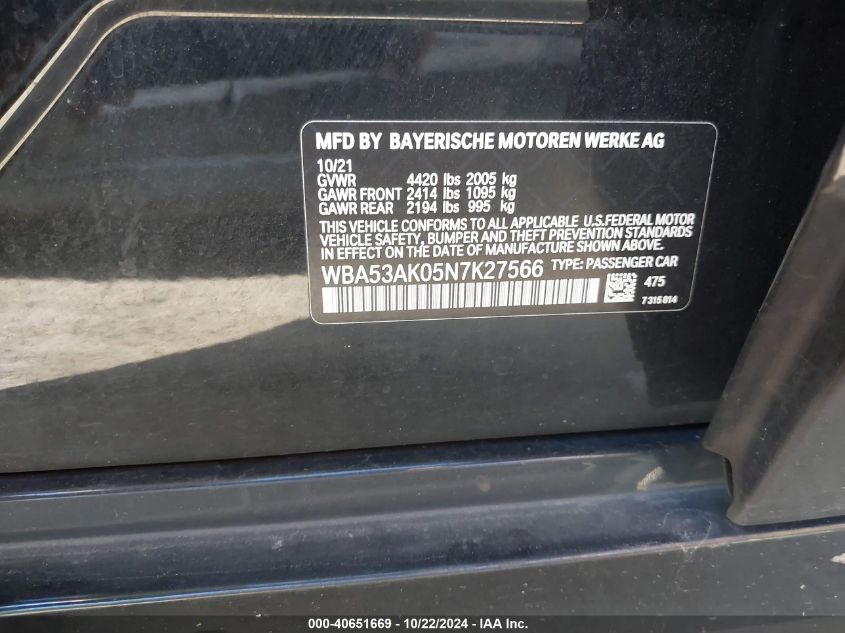 MFD BY BAYERISCHE MOTOREN WERKE AG
10/21
GVWR 4420 lbs 2005 kg
GAWR FRONT 2414 lbs 1095 kg
GAWR REAR 2194 lbs 995 kg
THIS VEHICLE CONFORMS TO ALL APPLICABLE U.S.FEDERAL MOTOR
VEHICLE SAFETY, BUMPER AND THEFT PREVENTION STANDARDS
IN EFFECT ON THE DATE OF MANUFACTURE SHOWN ABOVE.
WBA53AK05N7K27566 TYPE: PASSENGER CAR
475
7315814
000-40651669 - 10/22/2024 - IAA Inc.